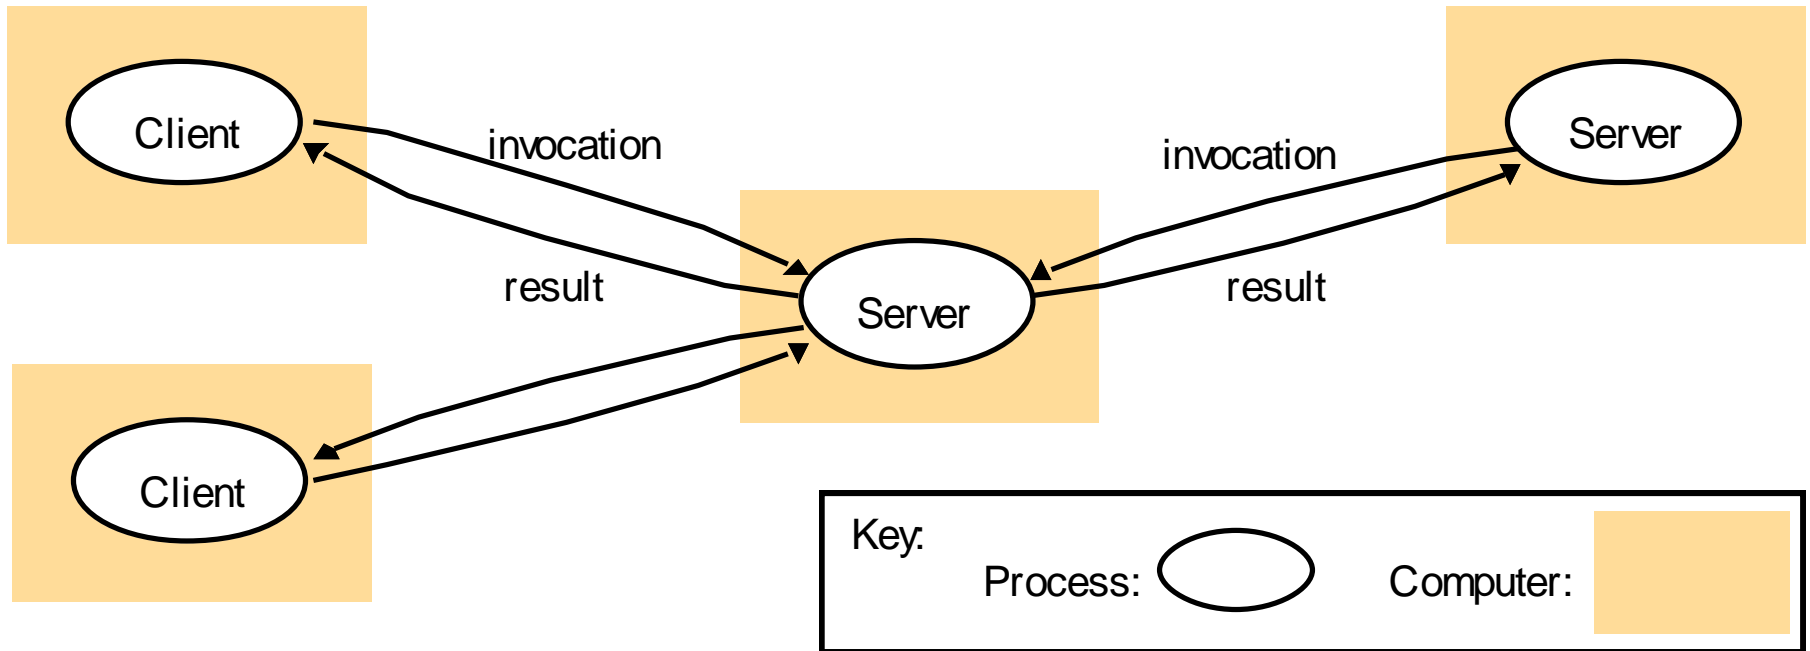 Client
invocation
invocation
Server
result
Server
result
Client
Key:
Process:
Computer: